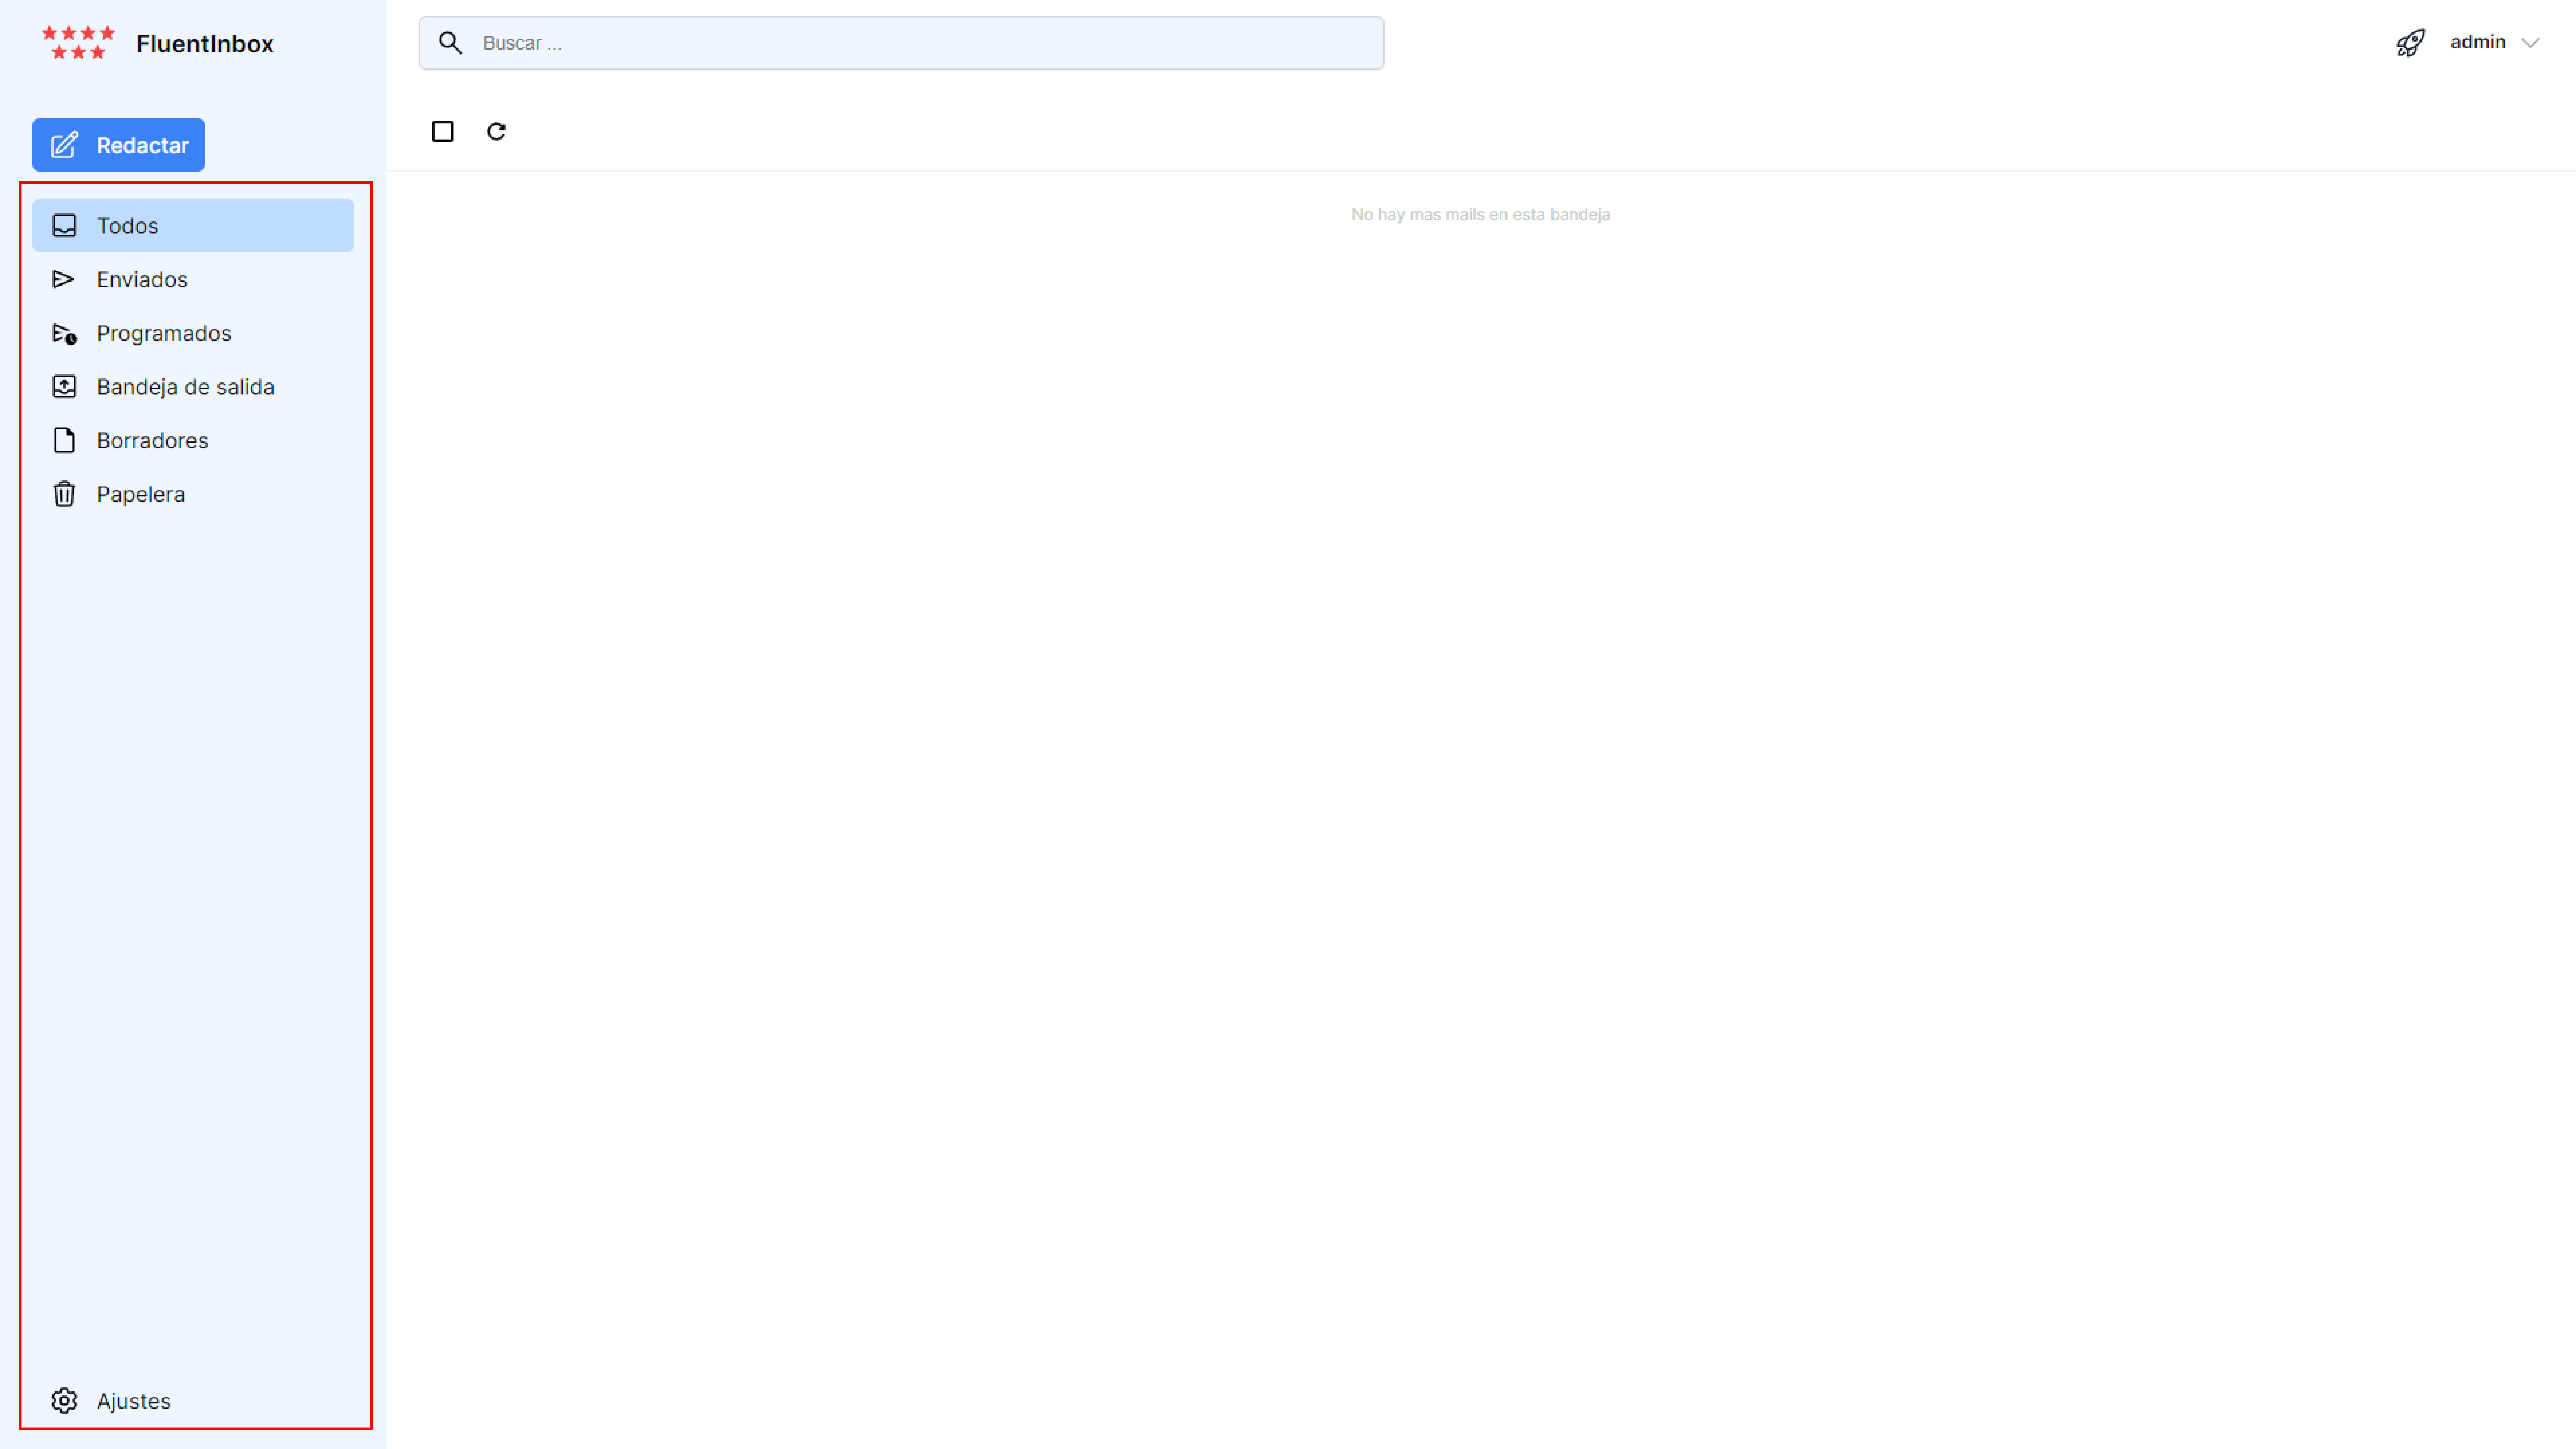 FluentInbox
Buscar ...
admin
Redactar
Todos
No hay mas mails en esta bandeja
Enviados
Programados
Bandeja de salida
Borradores
Papelera
Ajustes